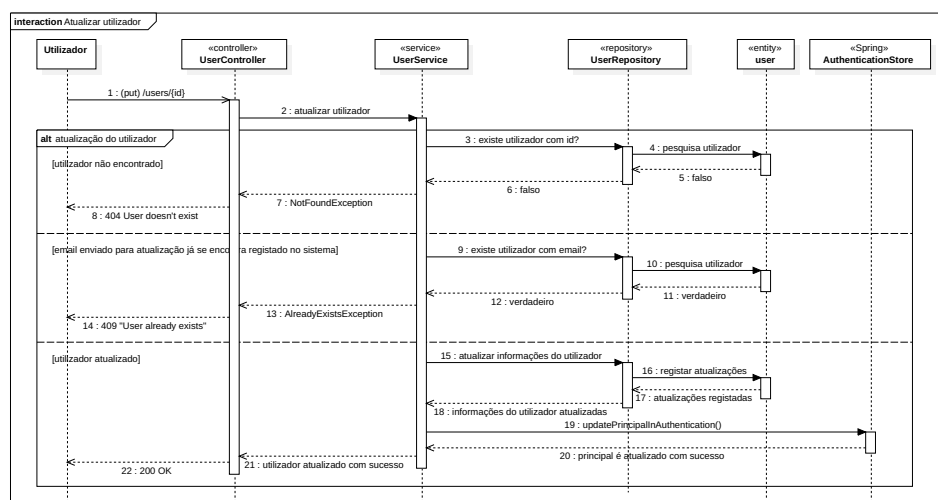 interaction Atualizar utilizador
Utilizador
«controller»
UserController
«service»
UserService
«repository»
UserRepository
«entity»
user
«Spring»
AuthenticationStore
1 : (put) /users/{id}
2 : atualizar utilizador
alt atualização do utilizador
[utilizador não encontrado]
3 : existe utilizador com id?
4 : pesquisa utilizador
5 : falso
6 : falso
7 : NotFoundException
8 : 404 User doesn't exist
[email enviado para atualização já se encontra registado no sistema]
9 : existe utilizador com email?
10 : pesquisa utilizador
11 : verdadeiro
12 : verdadeiro
13 : AlreadyExistsException
14 : 409 "User already exists"
[utilizador atualizado]
15 : atualizar informações do utilizador
16 : registar atualizações
17 : atualizações registadas
18 : informações do utilizador atualizadas
19 : updatePrincipalInAuthentication()
20 : principal é atualizado com sucesso
21 : utilizador atualizado com sucesso
22 : 200 OK